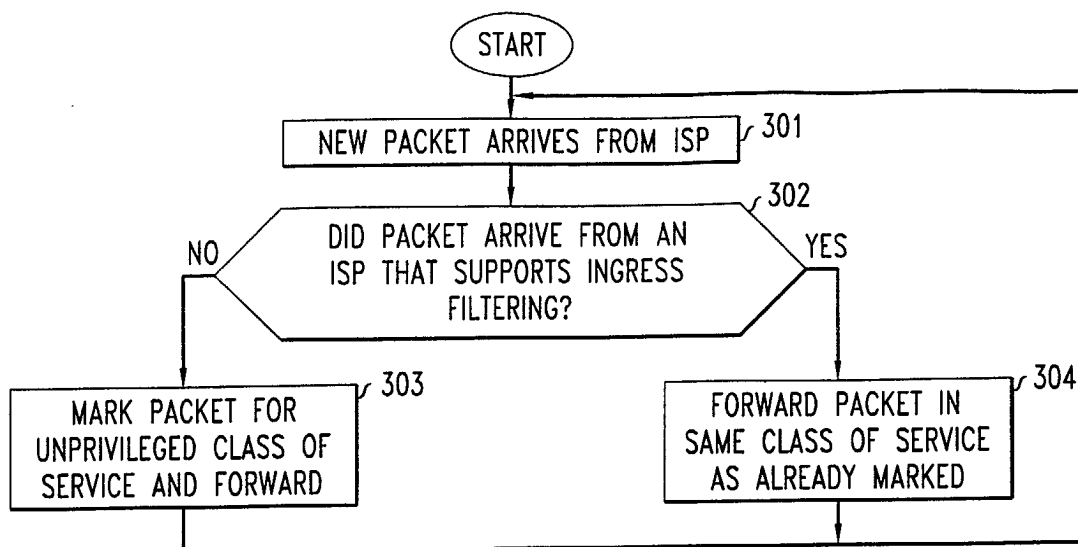 START
NEW PACKET ARRIVES FROM ISP
301
302
DID PACKET ARRIVE FROM AN
ISP THAT SUPPORTS INGRESS
FILTERING?
NO
YES
303
MARK PACKET FOR
UNPRIVILEGED CLASS OF
SERVICE AND FORWARD
304
FORWARD PACKET IN
SAME CLASS OF SERVICE
AS ALREADY MARKED